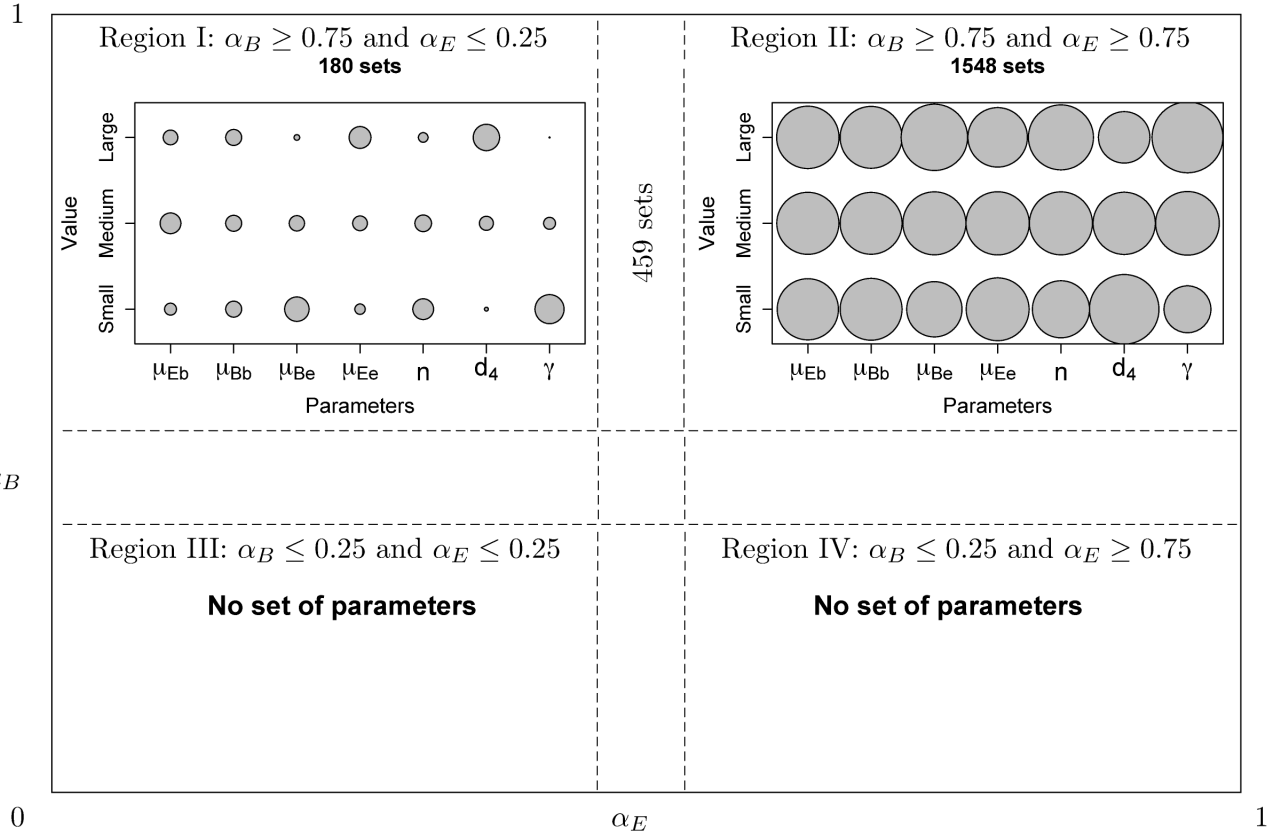 1
Region I: α_B ≥ 0.75 and α_E ≤ 0.25
180 sets
Value
Large
Medium
Small
μ_Eb μ_Bb μ_Be μ_Ee n d_4 γ
Parameters
459 sets
Region II: α_B ≥ 0.75 and α_E ≥ 0.75
1548 sets
Value
Large
Medium
Small
μ_Eb μ_Bb μ_Be μ_Ee n d_4 γ
Parameters
B
Region III: α_B ≤ 0.25 and α_E ≤ 0.25
No set of parameters
Region IV: α_B ≤ 0.25 and α_E ≥ 0.75
No set of parameters
0 α_E 1